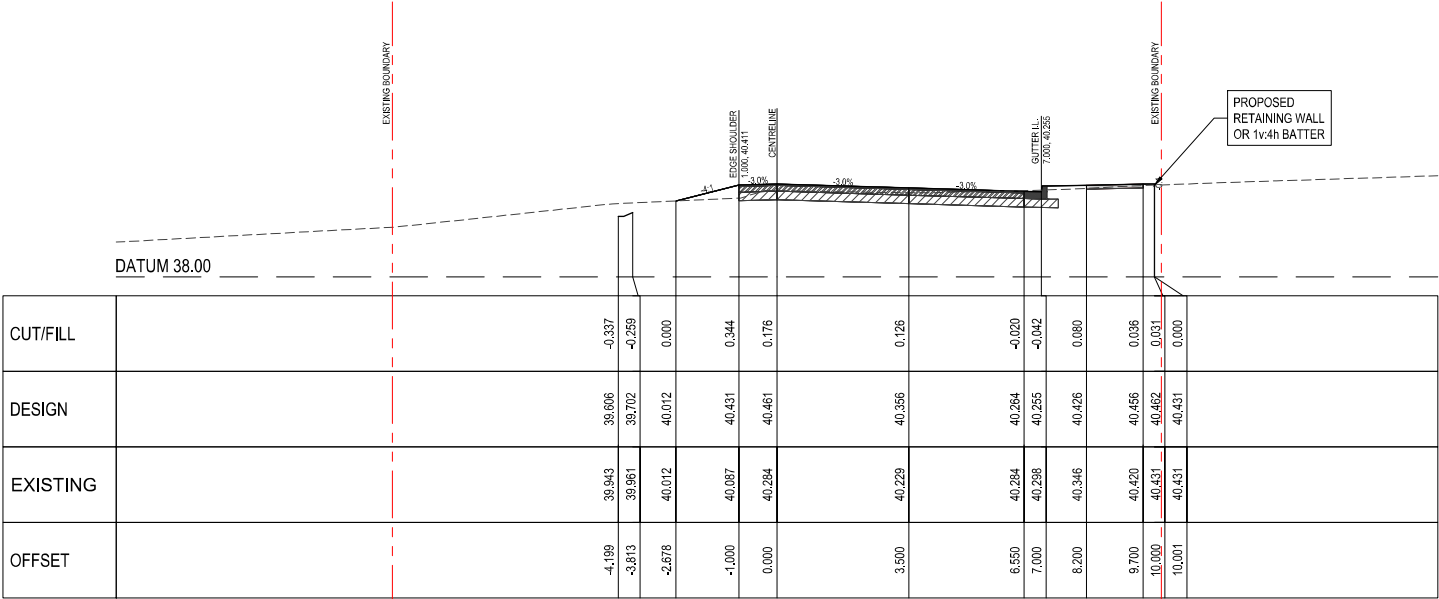 EXISTING BOUNDARY
EXISTING BOUNDARY
EDGE SHOULDER
1.000, 40.411
CENTRELINE
GUTTER I.L.
7.000, 40.255
PROPOSED
RETAINING WALL
OR 1v:4h BATTER
-4:1
-3.0%
-3.0%
-3.0%
DATUM 38.00
CUT/FILL -0.337 -0.259 0.000 0.344 0.176 0.126 -0.020 -0.042 0.080 0.036 0.031 0.000
DESIGN 39.606 39.702 40.012 40.431 40.461 40.356 40.264 40.255 40.426 40.456 40.462 40.431
EXISTING 39.943 39.961 40.012 40.087 40.284 40.229 40.284 40.298 40.346 40.420 40.431 40.431
OFFSET -4.199 -3.813 -2.678 -1.000 0.000 3.500 6.550 7.000 8.200 9.700 10.000 10.001